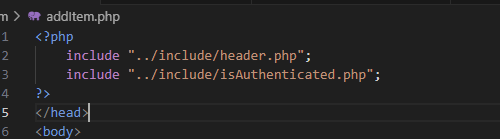 m > addItem.php
1 <?php
2 include "../include/header.php";
3 include "../include/isAuthenticated.php";
4 ?>
5 </head>
6 <body>